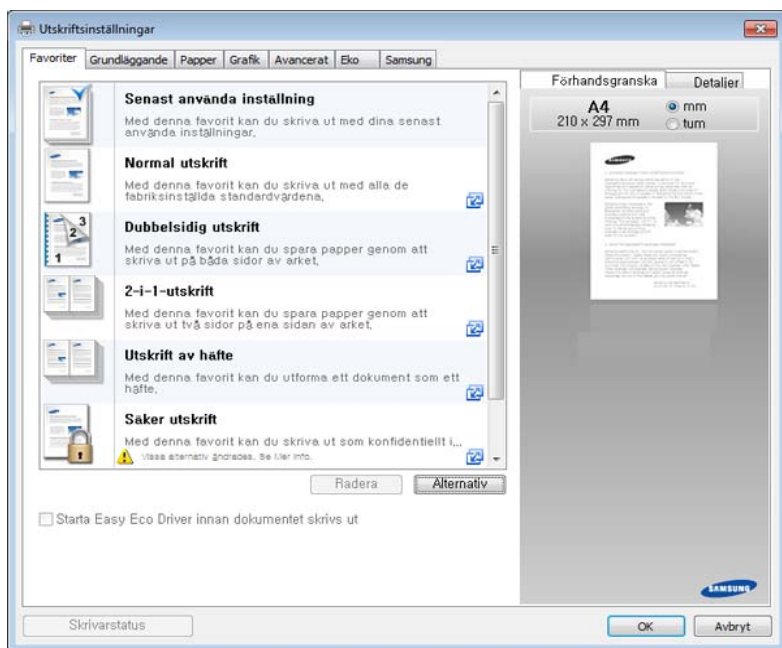 Utskriftsinställningar
Favoriter Grundläggande Papper Grafik Avancerat Eko Samsung
Senast använda inställning
Med denna favorit kan du skriva ut med dina senast
använda inställningar.
Normal utskrift
Med denna favorit kan du skriva ut med alla de
fabriksinställda standardvärdena.
3
2
1
Dubbelsidig utskrift
Med denna favorit kan du spara papper genom att
skriva ut på båda sidor av arket.
2-i-1-utskrift
Med denna favorit kan du spara papper genom att
skriva ut två sidor på ena sidan av arket.
Utskrift av häfte
Med denna favorit kan du utforma ett dokument som ett
häfte.
Säker utskrift
Med denna favorit kan du skriva ut som konfidentiellt i...
Vissa alternativ ändrades. Se Mer info.
Radera Alternativ
Starta Easy Eco Driver innan dokumentet skrivs ut
Skrivarstatus
Förhandsgranska Detaljer
A4
210 x 297 mm
mm
tum
SAMSUNG
SAMSUNG
OK Avbryt